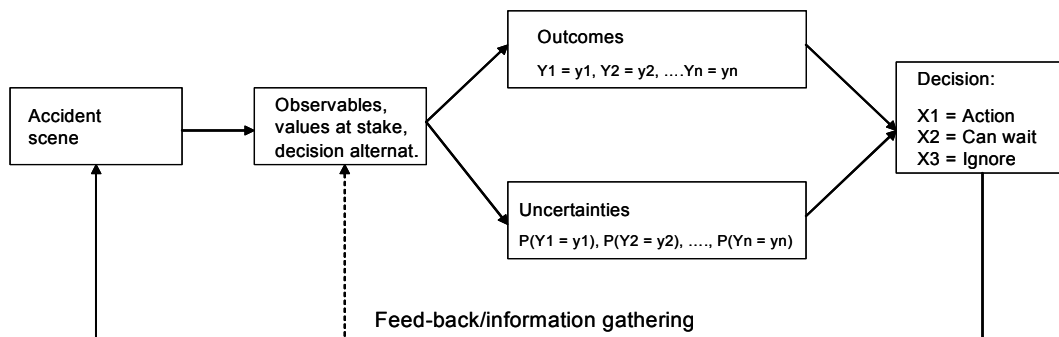 Accident
scene
Observables,
values at stake,
decision alternat.
Outcomes
Y1 = y1, Y2 = y2, ....Yn = yn
Uncertainties
P(Y1 = y1), P(Y2 = y2), ...., P(Yn = yn)
Decision:
X1 = Action
X2 = Can wait
X3 = Ignore
Feed-back/information gathering